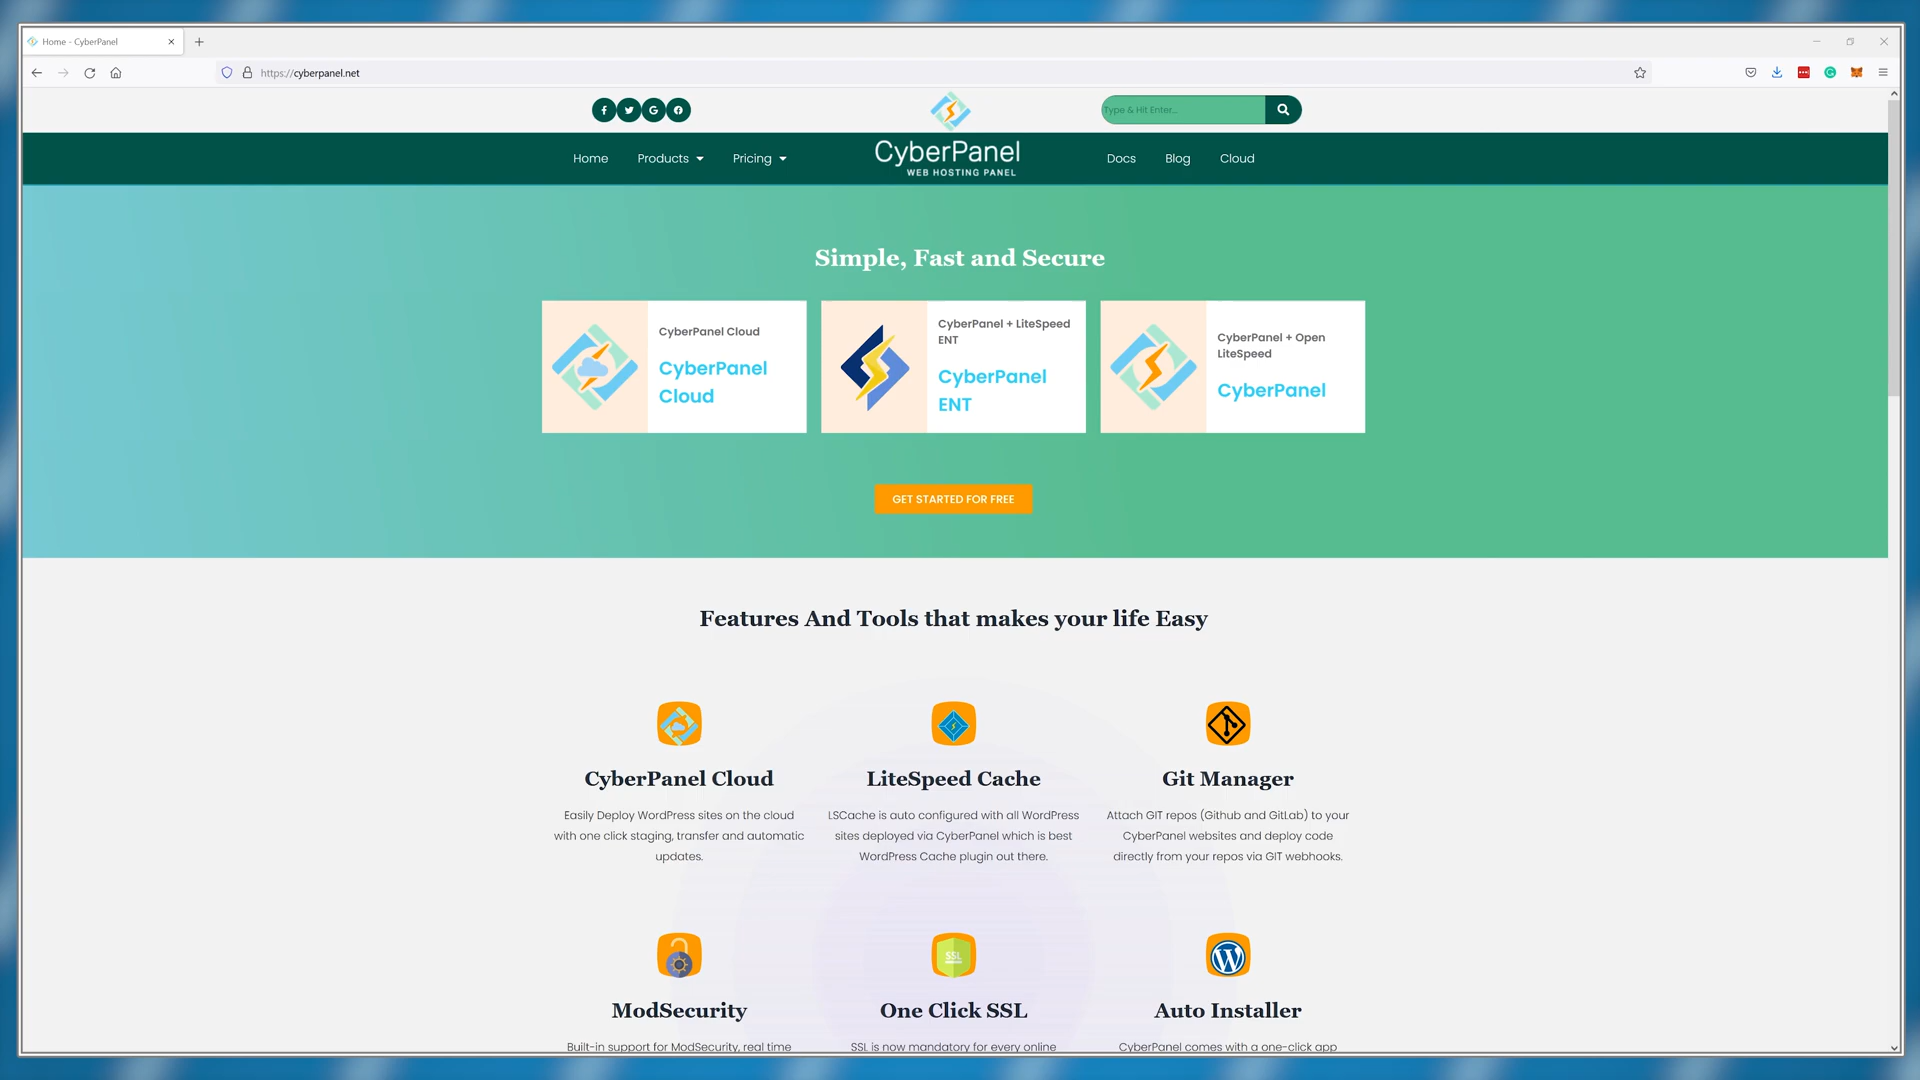 Home - CyberPanel
https://cyberpanel.net
Type & Hit Enter...
Home
Products
Pricing
CyberPanel
WEB HOSTING PANEL
Docs
Blog
Cloud
Simple, Fast and Secure
CyberPanel Cloud
CyberPanel
Cloud
CyberPanel + LiteSpeed
ENT
CyberPanel
ENT
CyberPanel + Open
LiteSpeed
CyberPanel
GET STARTED FOR FREE
Features And Tools that makes your life Easy
CyberPanel Cloud
Easily Deploy WordPress sites on the cloud
with one click staging, transfer and automatic
updates.
LiteSpeed Cache
LSCache is auto configured with all WordPress
sites deployed via CyberPanel which is best
WordPress Cache plugin out there.
Git Manager
Attach GIT repos (Github and GitLab) to your
CyberPanel websites and deploy code
directly from your repos via GIT webhooks.
ModSecurity
Built-in support for ModSecurity, real time
SSL
One Click SSL
SSL is now mandatory for every online
Auto Installer
CyberPanel comes with a one-click app